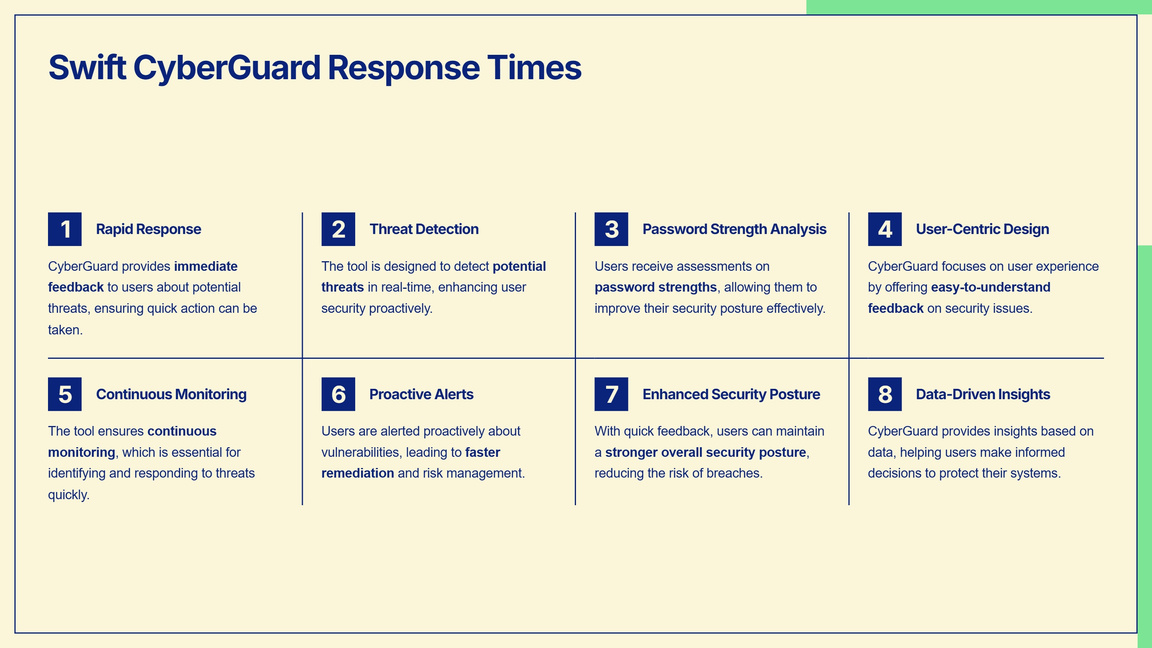 Swift CyberGuard Response Times
1 Rapid Response
CyberGuard provides immediate
feedback to users about potential
threats, ensuring quick action can be
taken.
2 Threat Detection
The tool is designed to detect potential
threats in real-time, enhancing user
security proactively.
3 Password Strength Analysis
Users receive assessments on
password strengths, allowing them to
improve their security posture effectively.
4 User-Centric Design
CyberGuard focuses on user experience
by offering easy-to-understand
feedback on security issues.
5 Continuous Monitoring
The tool ensures continuous
monitoring, which is essential for
identifying and responding to threats
quickly.
6 Proactive Alerts
Users are alerted proactively about
vulnerabilities, leading to faster
remediation and risk management.
7 Enhanced Security Posture
With quick feedback, users can maintain
a stronger overall security posture,
reducing the risk of breaches.
8 Data-Driven Insights
CyberGuard provides insights based on
data, helping users make informed
decisions to protect their systems.